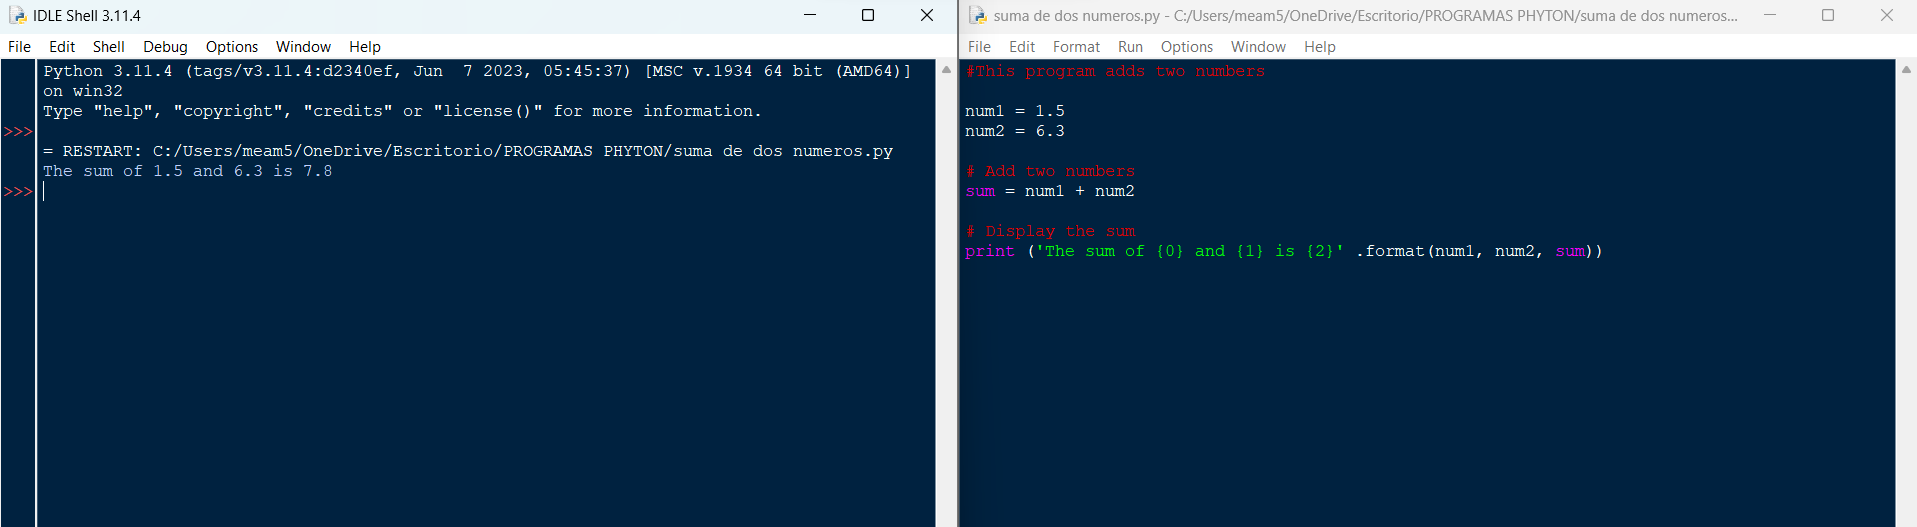 IDLE Shell 3.11.4
File Edit Shell Debug Options Window Help
Python 3.11.4 (tags/v3.11.4:d2340ef, Jun  7 2023, 05:45:37) [MSC v.1934 64 bit (AMD64)]
on win32
Type "help", "copyright", "credits" or "license()" for more information.
>>>
= RESTART: C:/Users/meam5/OneDrive/Escritorio/PROGRAMAS PHYTON/suma de dos numeros.py
The sum of 1.5 and 6.3 is 7.8
>>>
suma de dos numeros.py - C:/Users/meam5/OneDrive/Escritorio/PROGRAMAS PHYTON/suma de dos numeros...
File Edit Format Run Options Window Help
#This program adds two numbers
num1 = 1.5
num2 = 6.3
# Add two numbers
sum = num1 + num2
# Display the sum
print ('The sum of {0} and {1} is {2}' .format(num1, num2, sum))